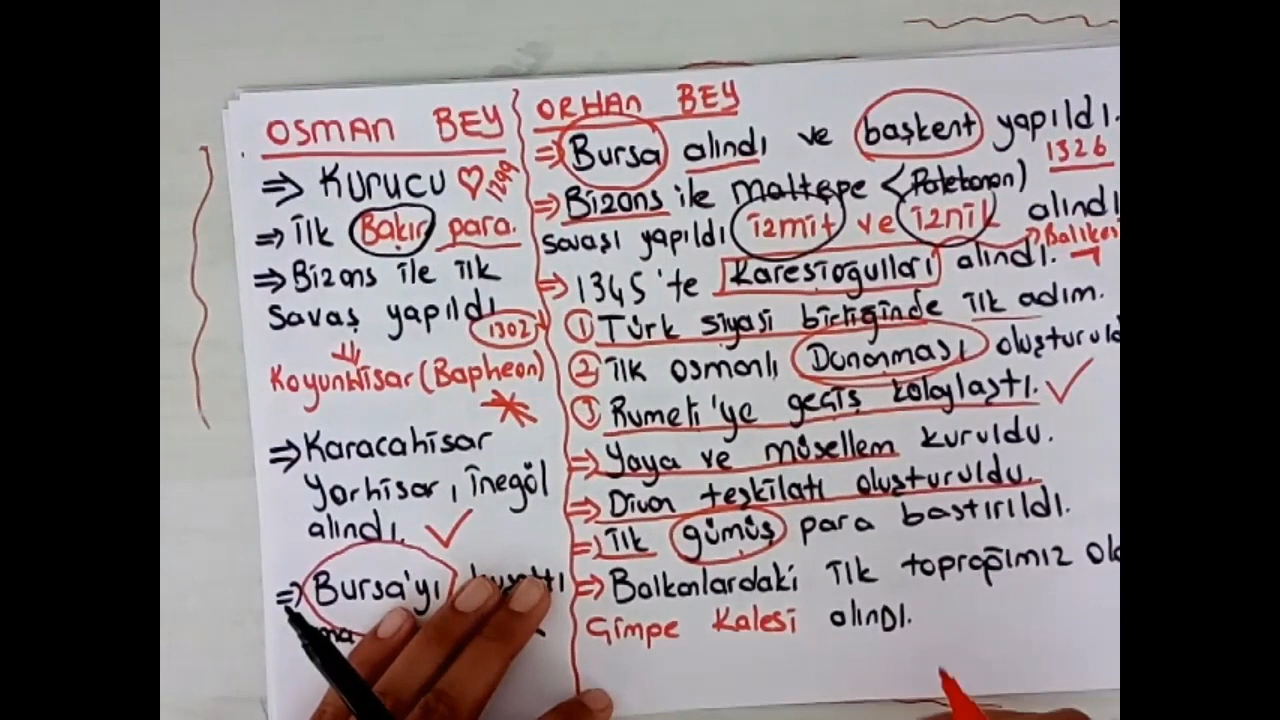 OSMAN BEY
⇒ Kurucu ♡ 1299
⇒ İlk Bakır para.
⇒ Bizans ile ilk
savaş yapıldı
1302
Koyunhisar (Bapheon)
⇒ Karacahisar
Yarhisar, İnegöl
alındı.
⇒ Bursa'yı
ORHAN BEY
⇒ Bursa alındı ve başkent yapıldı.
1326
⇒ Bizans ile Maltepe (Palekanon)
savaşı yapıldı İzmit ve İznik alındı
⇒ 1345'te Karesioğulları alındı. → Balıkes
① Türk siyasi birliğinde ilk adım.
② İlk osmanlı Donanması oluşturuld
③ Rumeli'ye geçiş kolaylaştı.
⇒ Yaya ve müsellem kuruldu.
⇒ Divan teşkilatı oluşturuldu.
⇒ İlk gümüş para bastırıldı.
⇒ Balkanlardaki ilk toprağımız ola
Çimpe Kalesi alındı.